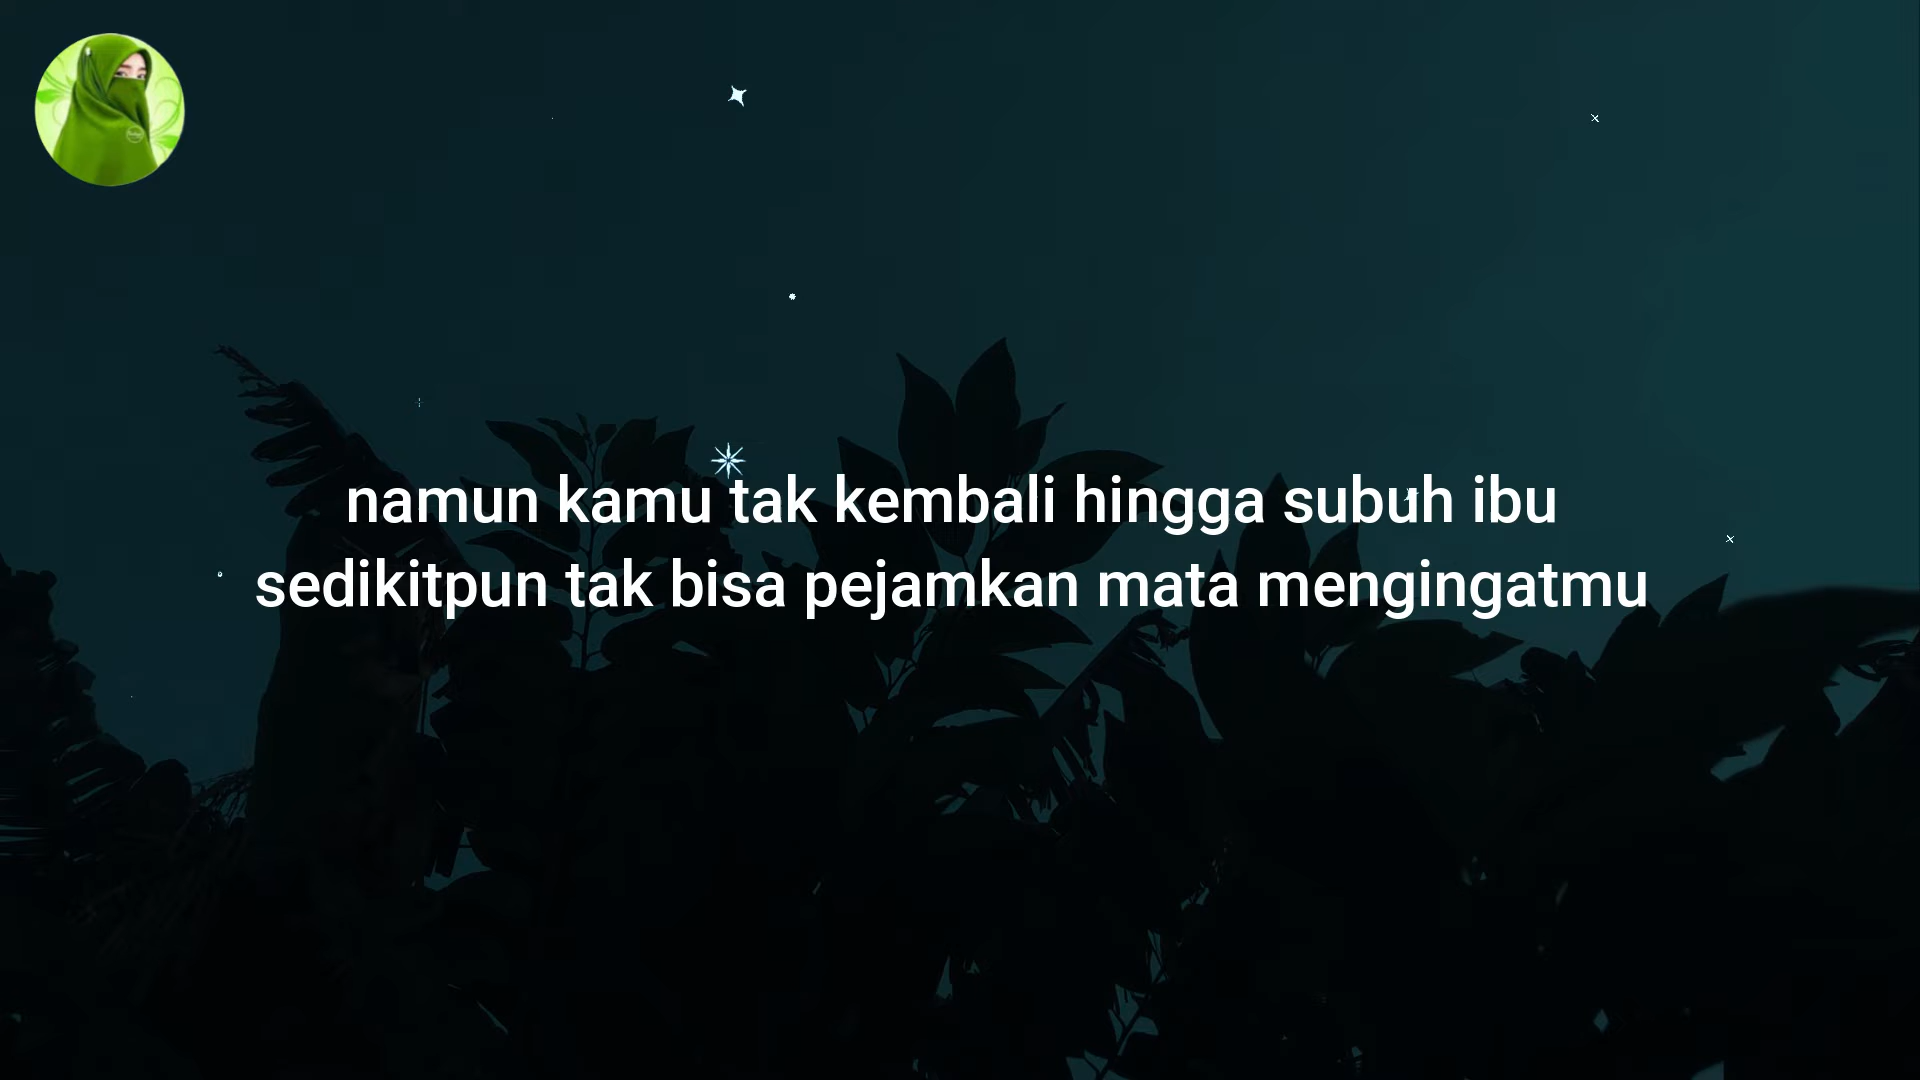 namun kamu tak kembali hingga subuh ibu
sedikitpun tak bisa pejamkan mata mengingatmu